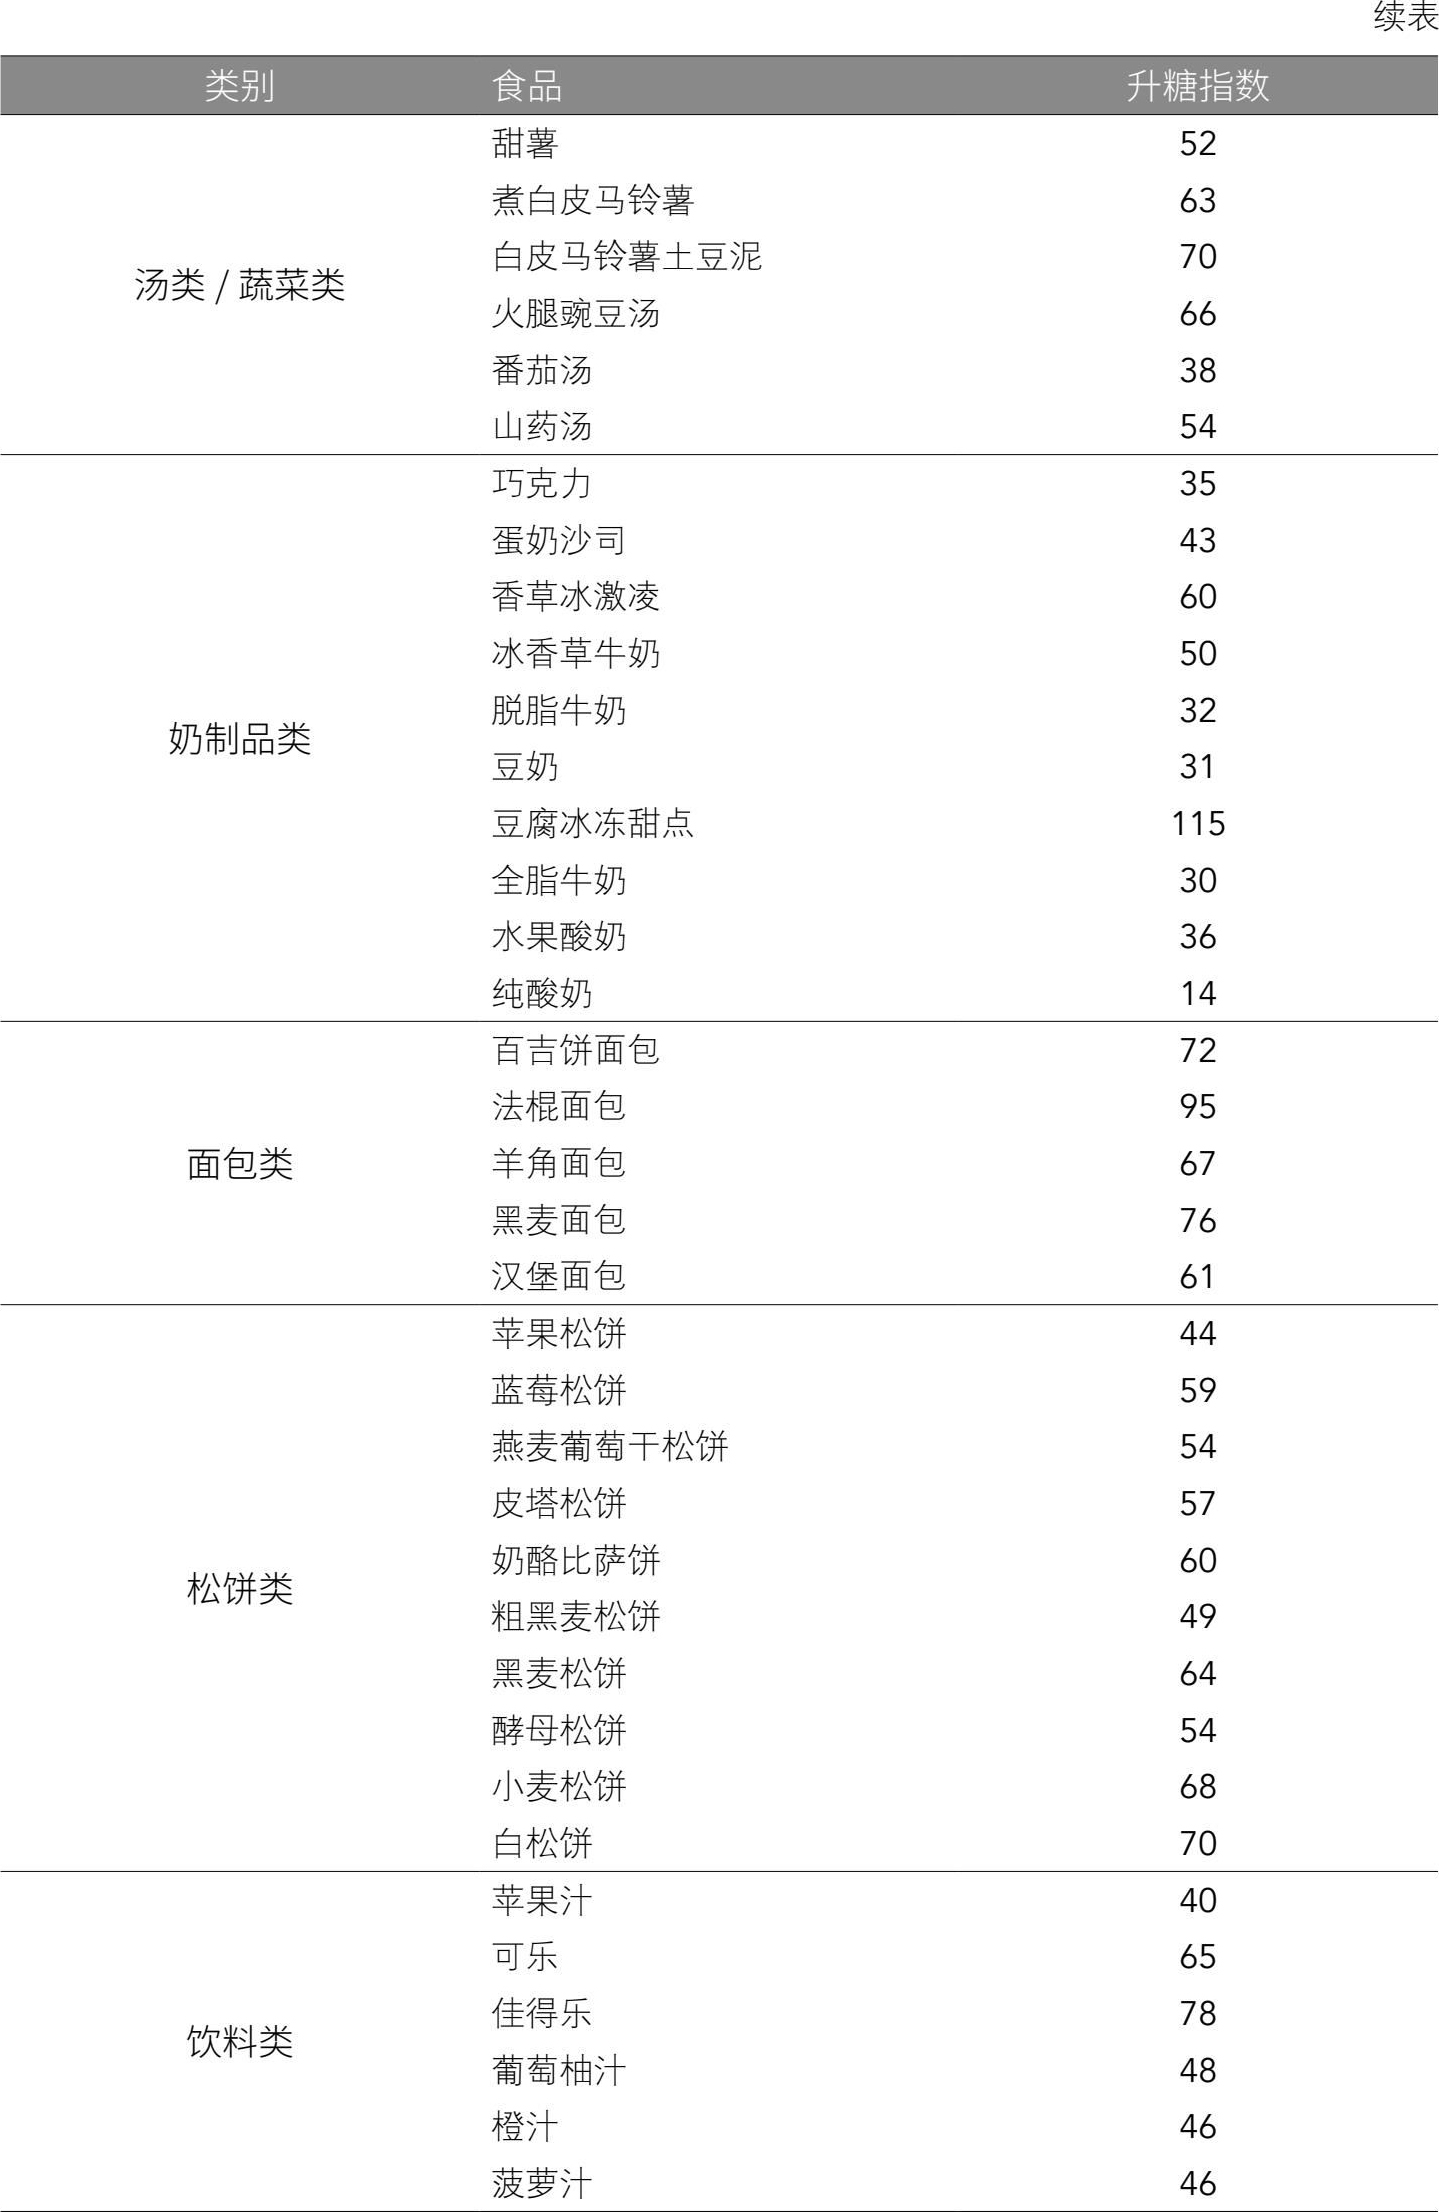 续表
类别 食品 升糖指数
甜薯 52
煮白皮马铃薯 63
白皮马铃薯土豆泥 70
汤类 / 蔬菜类
火腿豌豆汤 66
番茄汤 38
山药汤 54
巧克力 35
蛋奶沙司 43
香草冰激凌 60
冰香草牛奶 50
脱脂牛奶 32
奶制品类
豆奶 31
豆腐冰冻甜点 115
全脂牛奶 30
水果酸奶 36
纯酸奶 14
百吉饼面包 72
法棍面包 95
面包类 羊角面包 67
黑麦面包 76
汉堡面包 61
苹果松饼 44
蓝莓松饼 59
燕麦葡萄干松饼 54
皮塔松饼 57
奶酪比萨饼 60
松饼类
粗黑麦松饼 49
黑麦松饼 64
酵母松饼 54
小麦松饼 68
白松饼 70
苹果汁 40
可乐 65
佳得乐 78
饮料类
葡萄柚汁 48
橙汁 46
菠萝汁 46